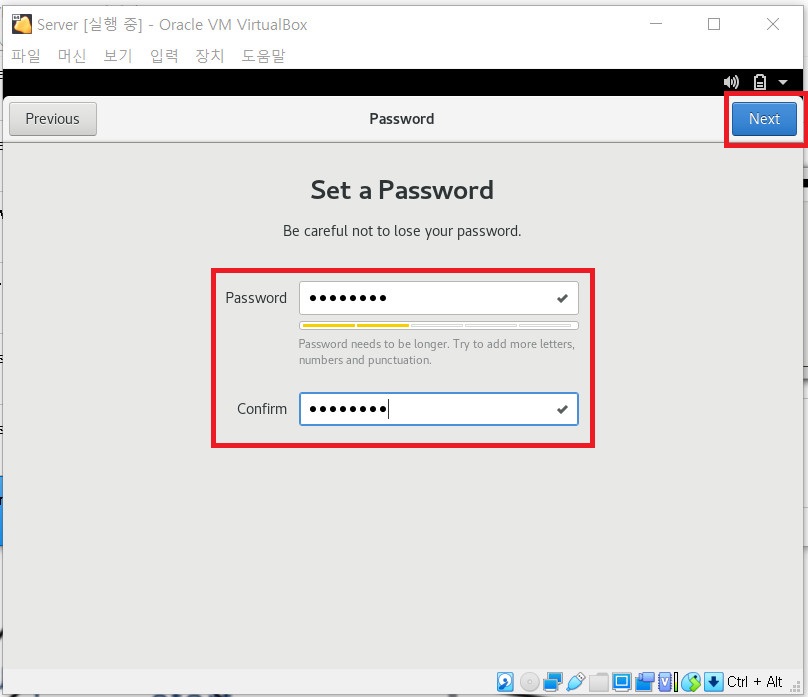 Server [실행 중] - Oracle VM VirtualBox
파일 머신 보기 입력 장치 도움말
Previous
Password
Next
Set a Password
Be careful not to lose your password.
Password ●●●●●●●●
Password needs to be longer. Try to add more letters,
numbers and punctuation.
Confirm ●●●●●●●●
Ctrl + Alt